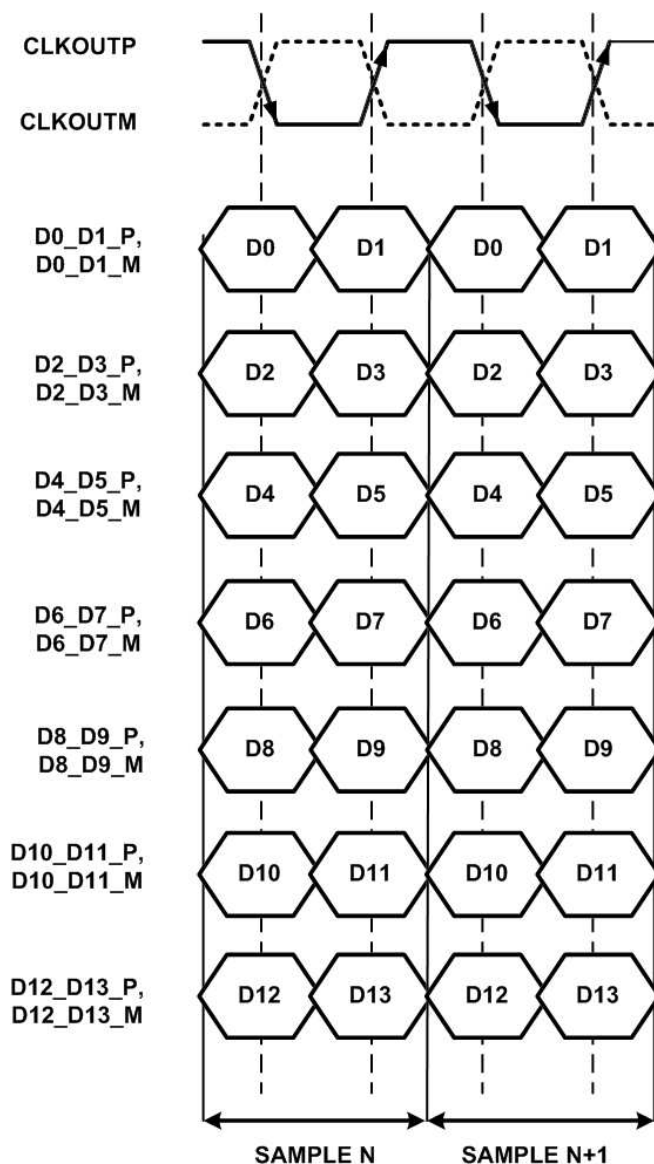 CLKOUTP
CLKOUTM
D0_D1_P,
D0_D1_M
D0 D1 D0 D1
D2_D3_P,
D2_D3_M
D2 D3 D2 D3
D4_D5_P,
D4_D5_M
D4 D5 D4 D5
D6_D7_P,
D6_D7_M
D6 D7 D6 D7
D8_D9_P,
D8_D9_M
D8 D9 D8 D9
D10_D11_P,
D10_D11_M
D10 D11 D10 D11
D12_D13_P,
D12_D13_M
D12 D13 D12 D13
SAMPLE N SAMPLE N+1